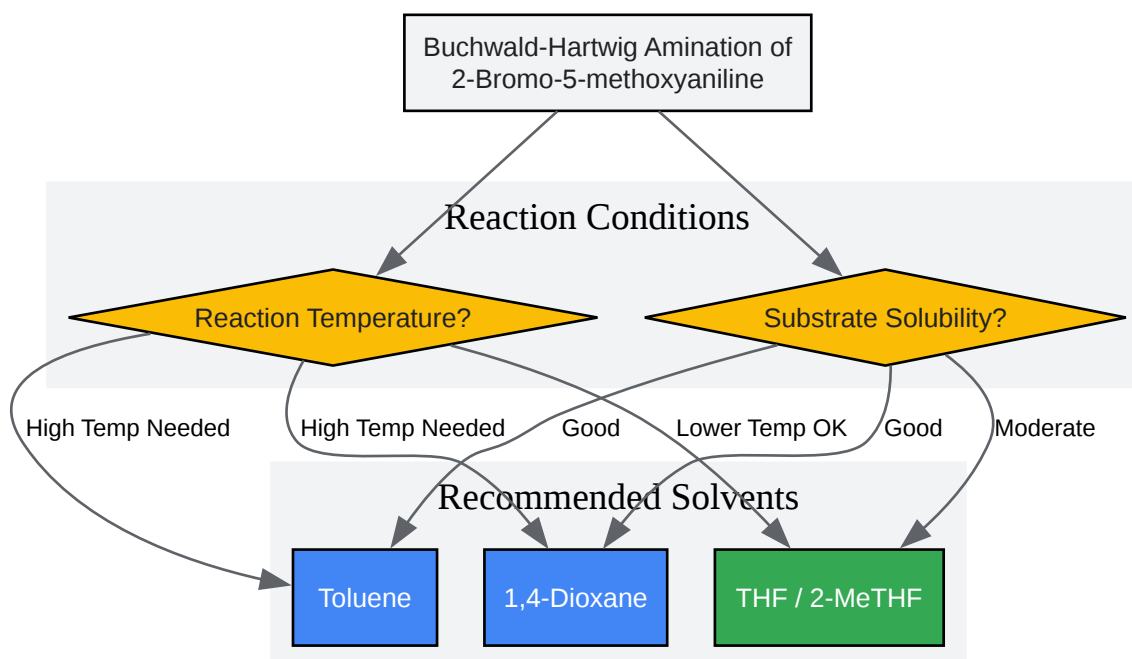 Buchwald-Hartwig Amination of
2-Bromo-5-methoxyaniline
Reaction Conditions
Reaction Temperature?
Substrate Solubility?
High Temp Needed
High Temp Needed
Good
Lower Temp OK
Good
Moderate
Recommended Solvents
Toluene
1,4-Dioxane
THF / 2-MeTHF